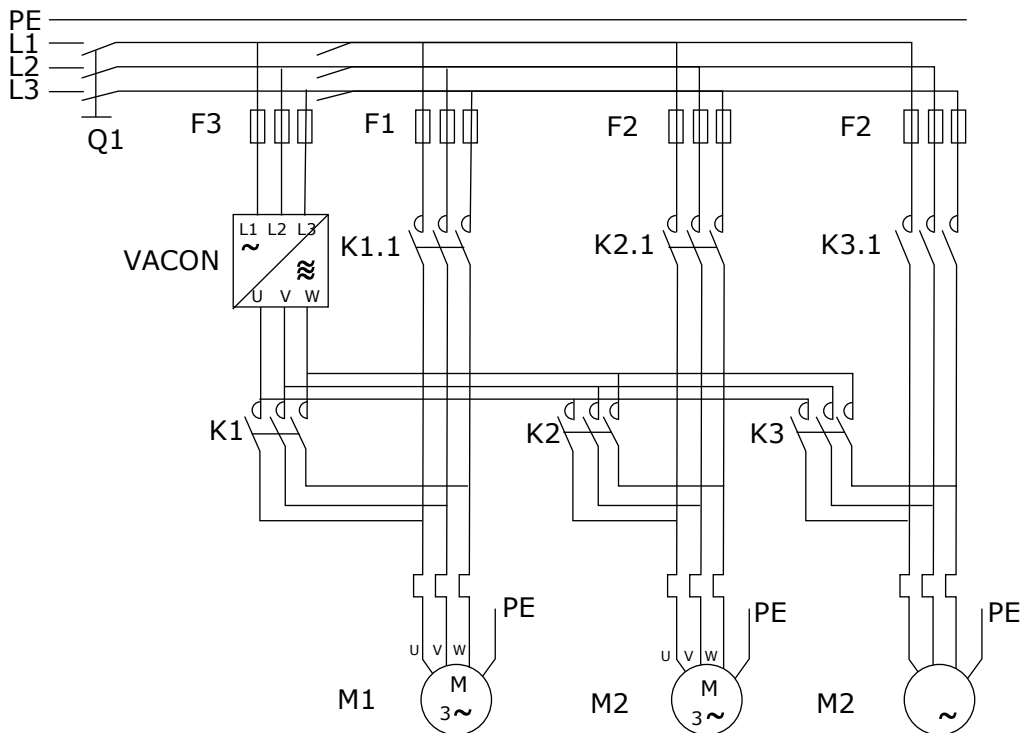 PE
L1
L2
L3
Q1
F3
F1
F2
F2
L1 L2 L3
~
VACON
≋
U V W
K1.1
K2.1
K3.1
K1
K2
K3
PE
PE
PE
U V W
U V W
M1
M
3~
M2
M
3~
M2
~